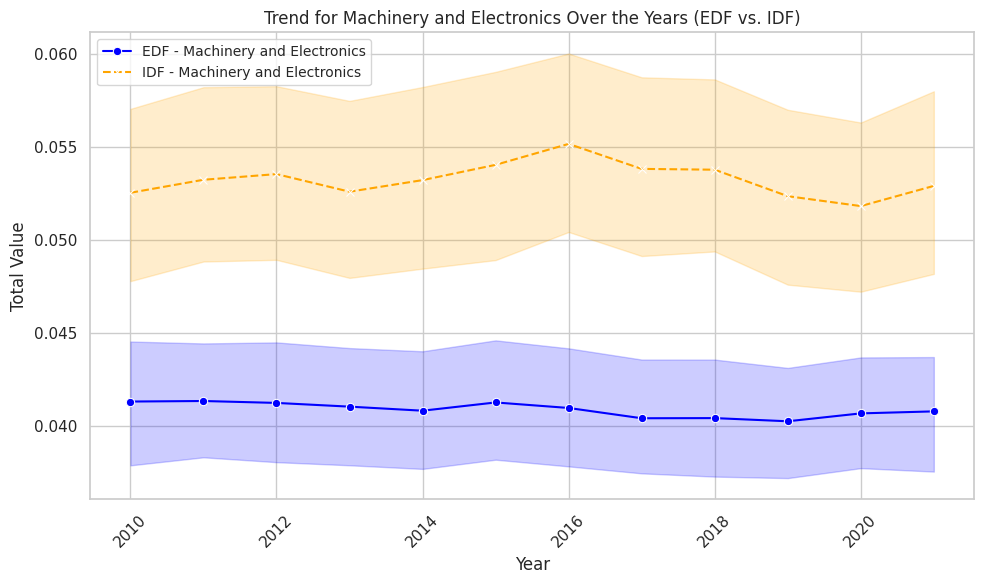 Trend for Machinery and Electronics Over the Years (EDF vs. IDF)
EDF - Machinery and Electronics
IDF - Machinery and Electronics
Total Value
0.060
0.055
0.050
0.045
0.040
2010
2012
2014
2016
2018
2020
Year